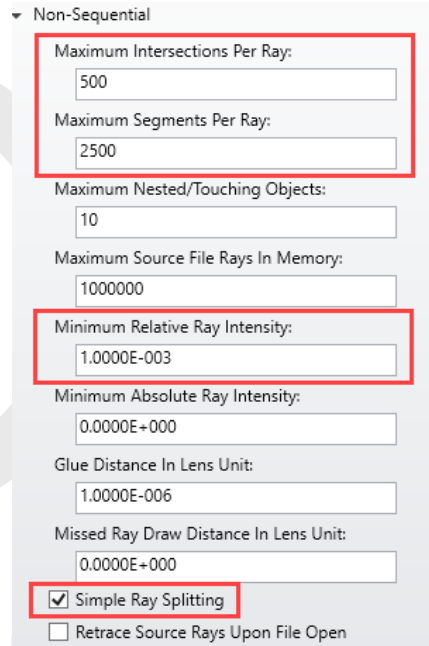 Non-Sequential
Maximum Intersections Per Ray:
500
Maximum Segments Per Ray:
2500
Maximum Nested/Touching Objects:
10
Maximum Source File Rays In Memory:
1000000
Minimum Relative Ray Intensity:
1.0000E-003
Minimum Absolute Ray Intensity:
0.0000E+000
Glue Distance In Lens Unit:
1.0000E-006
Missed Ray Draw Distance In Lens Unit:
0.0000E+000
Simple Ray Splitting
Retrace Source Rays Upon File Open